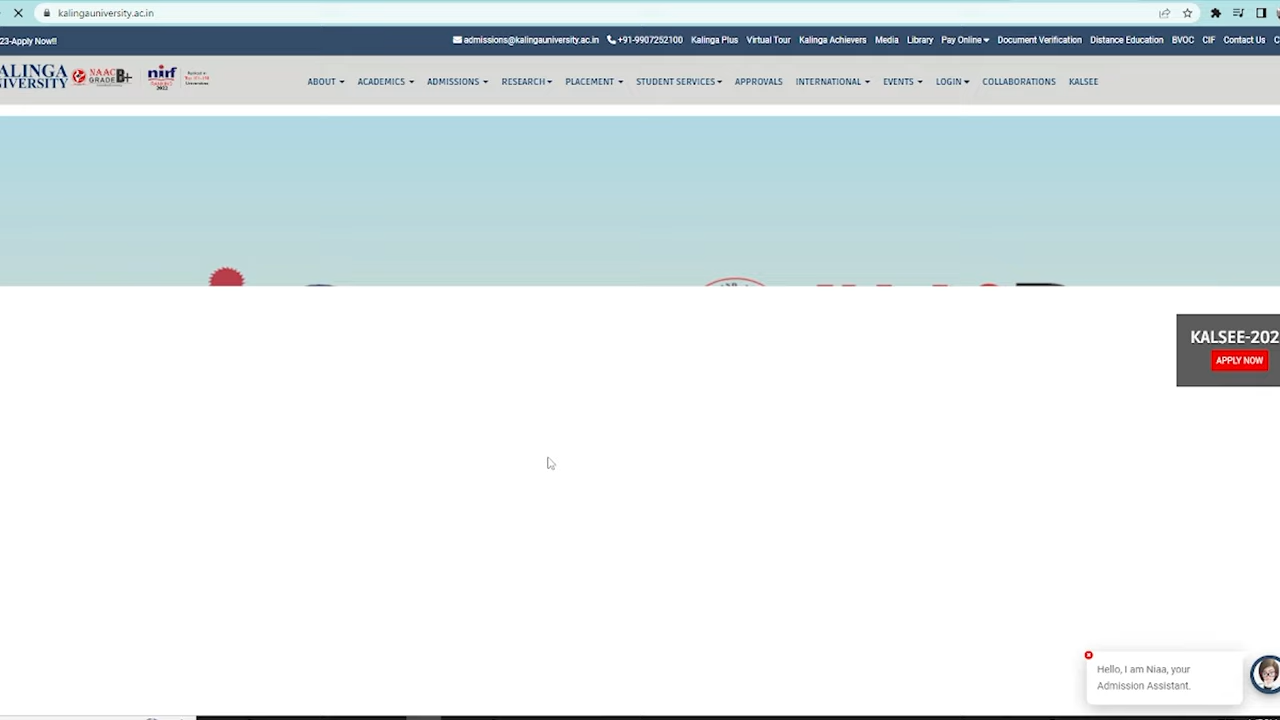 kalingauniversity.ac.in
23-Apply Now!! admissions@kalingauniversity.ac.in +91-9907252100 Kalinga Plus Virtual Tour Kalinga Achievers Media Library Pay Online Document Verification Distance Education BVOC CIF Contact Us C
ALINGA
IVERSITY
NAAC
GRADE B+
nirf
2022
ABOUT ACADEMICS ADMISSIONS RESEARCH PLACEMENT STUDENT SERVICES APPROVALS INTERNATIONAL EVENTS LOGIN COLLABORATIONS KALSEE
KALSEE-202
APPLY NOW
Hello, I am Niaa, your
Admission Assistant.